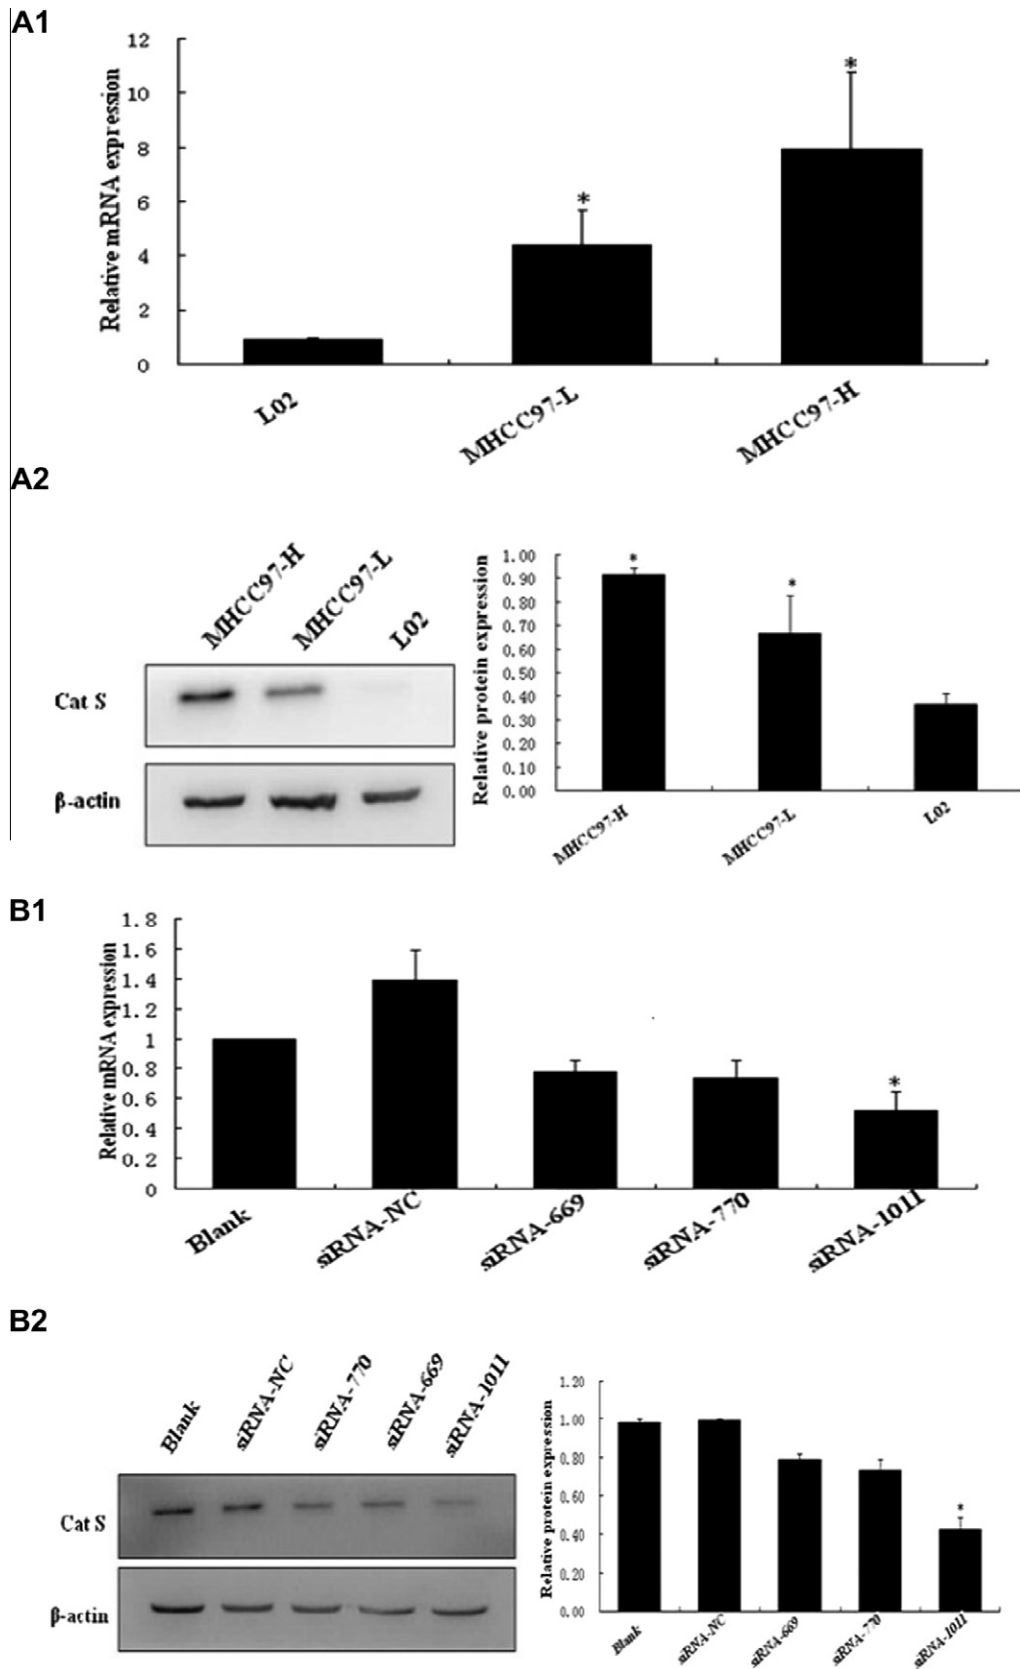 A1
Relative mRNA expression
12
10
8
6
4
2
0
*
*
L02
MHCC97-L
MHCC97-H
A2
MHCC97-H
MHCC97-L
L02
Cat S
β-actin
Relative protein expression
1.00
0.90
0.80
0.70
0.60
0.50
0.40
0.30
0.20
0.10
0.00
*
*
MHCC97-H
MHCC97-L
L02
B1
Relative mRNA expression
1.8
1.6
1.4
1.2
1
0.8
0.6
0.4
0.2
0
*
Blank
siRNA-NC
siRNA-669
siRNA-770
siRNA-1011
B2
Blank
siRNA-NC
siRNA-770
siRNA-669
siRNA-1011
Cat S
β-actin
Relative protein expression
1.20
1.00
0.80
0.60
0.40
0.20
0.00
*
Blank
siRNA-NC
siRNA-669
siRNA-770
siRNA-1011